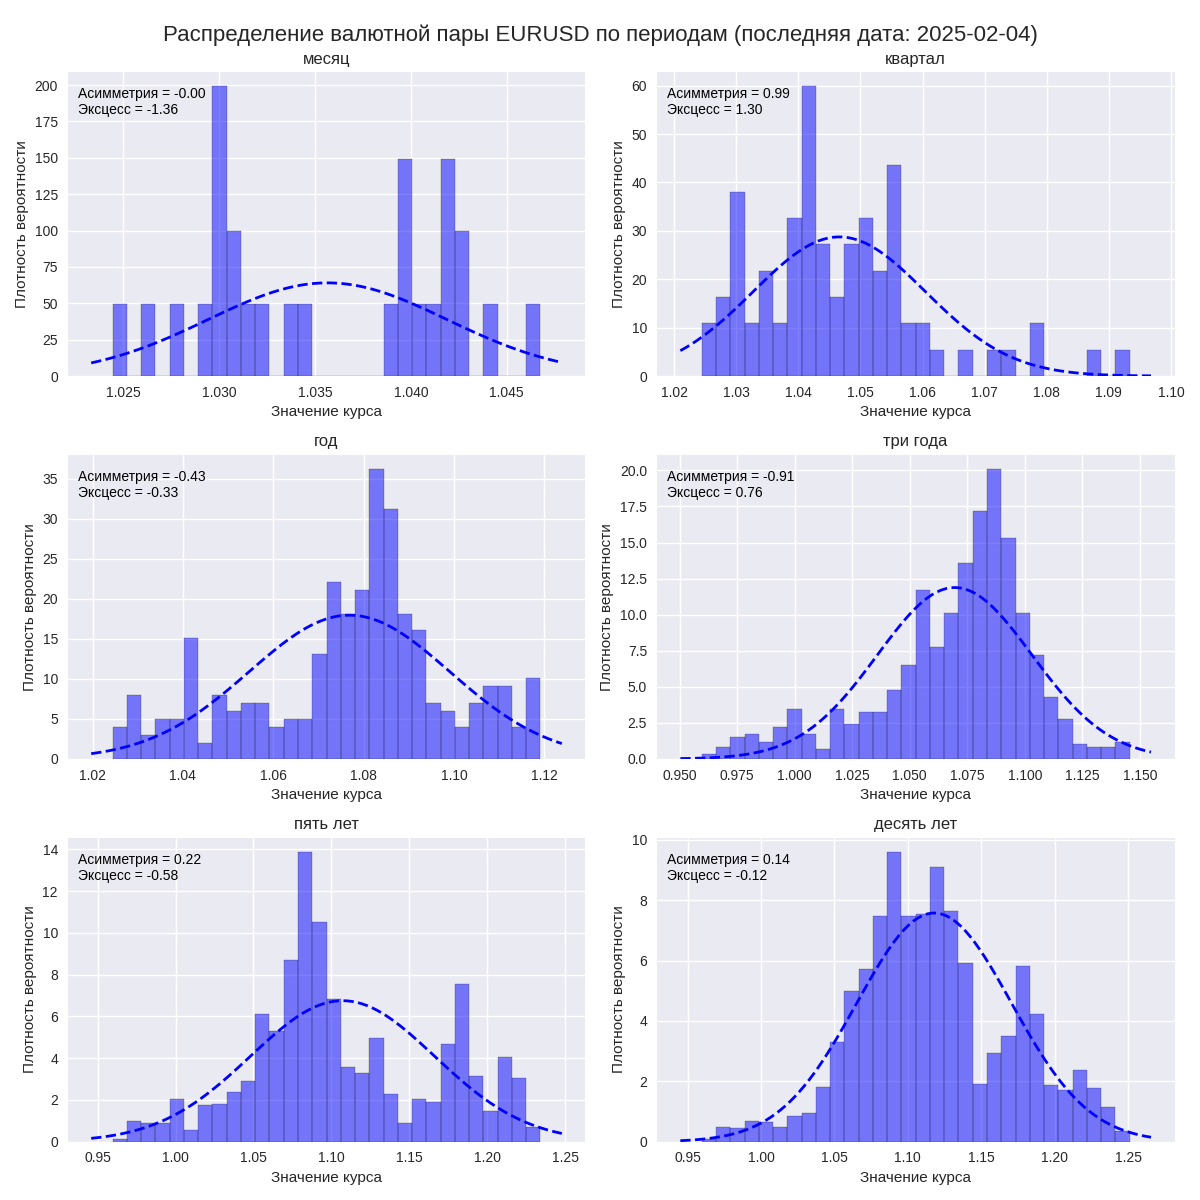 Распределение валютной пары EURUSD по периодам (последняя дата: 2025-02-04)
месяц
Асимметрия = -0.00
Эксцесс = -1.36
Плотность вероятности
200
175
150
125
100
75
50
25
0
1.025 1.030 1.035 1.040 1.045
Значение курса
квартал
Асимметрия = 0.99
Эксцесс = 1.30
Плотность вероятности
60
50
40
30
20
10
0
1.02 1.03 1.04 1.05 1.06 1.07 1.08 1.09 1.10
Значение курса
год
Асимметрия = -0.43
Эксцесс = -0.33
Плотность вероятности
35
30
25
20
15
10
5
0
1.02 1.04 1.06 1.08 1.10 1.12
Значение курса
три года
Асимметрия = -0.91
Эксцесс = 0.76
Плотность вероятности
20.0
17.5
15.0
12.5
10.0
7.5
5.0
2.5
0.0
0.950 0.975 1.000 1.025 1.050 1.075 1.100 1.125 1.150
Значение курса
пять лет
Асимметрия = 0.22
Эксцесс = -0.58
Плотность вероятности
14
12
10
8
6
4
2
0
0.95 1.00 1.05 1.10 1.15 1.20 1.25
Значение курса
десять лет
Асимметрия = 0.14
Эксцесс = -0.12
Плотность вероятности
10
8
6
4
2
0
0.95 1.00 1.05 1.10 1.15 1.20 1.25
Значение курса